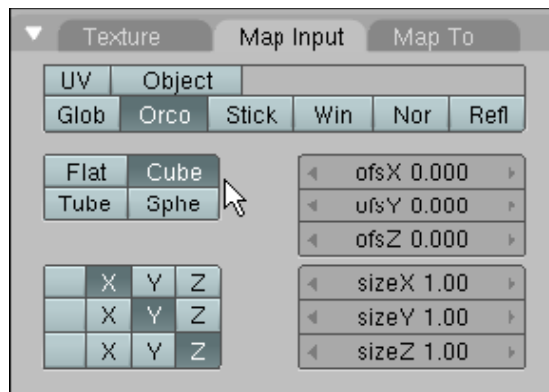 Texture Map Input Map To
UV Object
Glob Orco Stick Win Nor Refl
Flat Cube
Tube Sphe
ofsX 0.000
ofsY 0.000
ofsZ 0.000
X Y Z
X Y Z
X Y Z
sizeX 1.00
sizeY 1.00
sizeZ 1.00